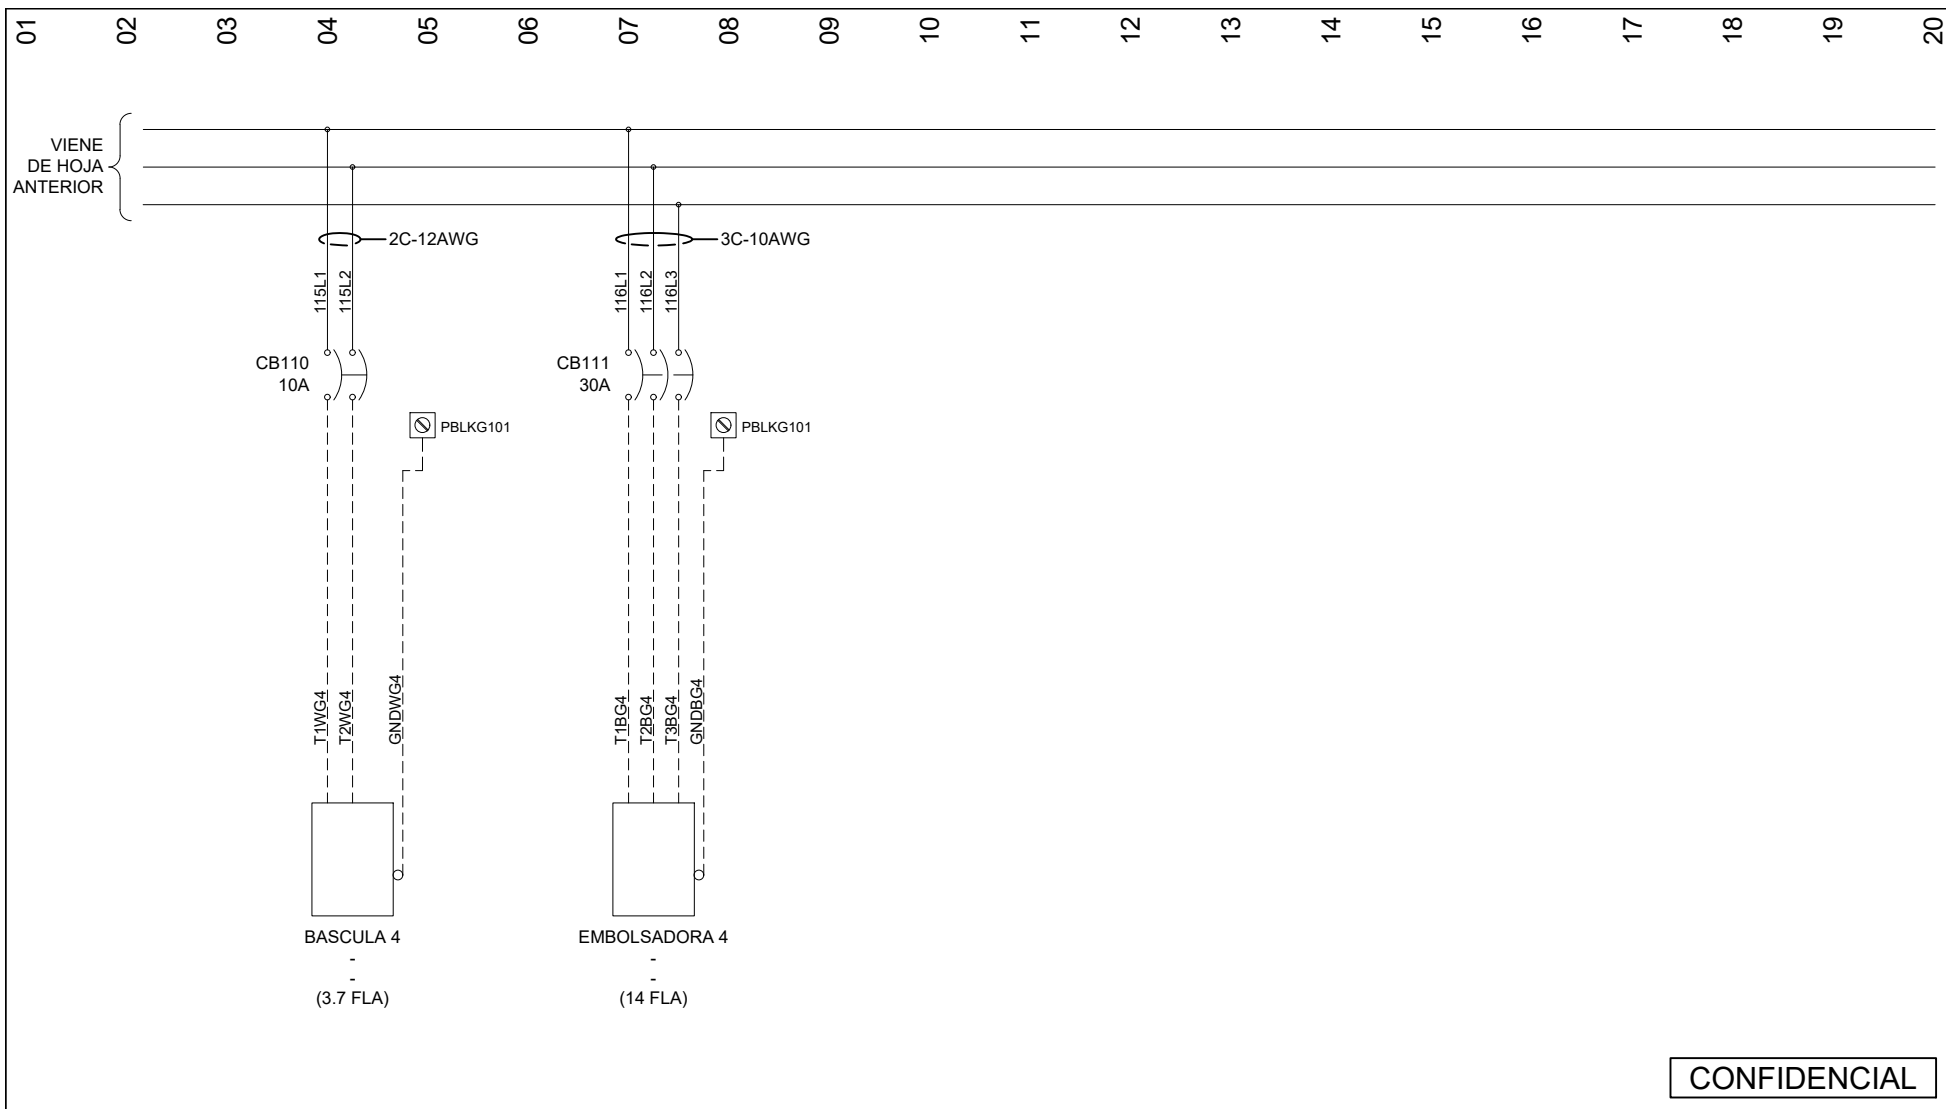 01 02 03 04 05 06 07 08 09 10 11 12 13 14 15 16 17 18 19 20
VIENE
DE HOJA
ANTERIOR
2C-12AWG
3C-10AWG
115L1
115L2
116L1
116L2
116L3
CB110
10A
CB111
30A
PBLKG101
PBLKG101
T1WG4
T2WG4
GNDWG4
T1BG4
T2BG4
T3BG4
GNDBG4
BASCULA 4
-
-
(3.7 FLA)
EMBOLSADORA 4
-
-
(14 FLA)
CONFIDENCIAL